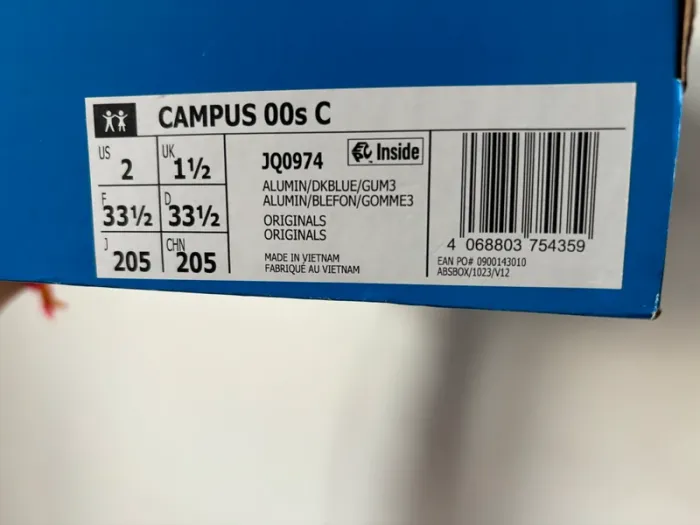 CAMPUS 00s C
US 2
UK 1½
F 33½
D 33½
J 205
CHN 205
JQ0974
Inside
ALUMIN/DKBLUE/GUM3
ALUMIN/BLEFON/GOMME3
ORIGINALS
ORIGINALS
MADE IN VIETNAM
FABRIQUÉ AU VIETNAM
4 068803 754359
EAN PO# 0900143010
ABSBOX/1023/V12